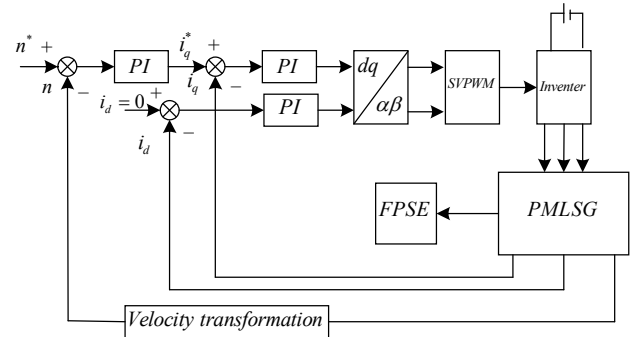 n* +
n −
PI
i_q* +
i_q −
PI
dq
αβ
SVPWM
Inventer
i_d = 0 +
i_d −
PI
FPSE
PMLSG
Velocity transformation